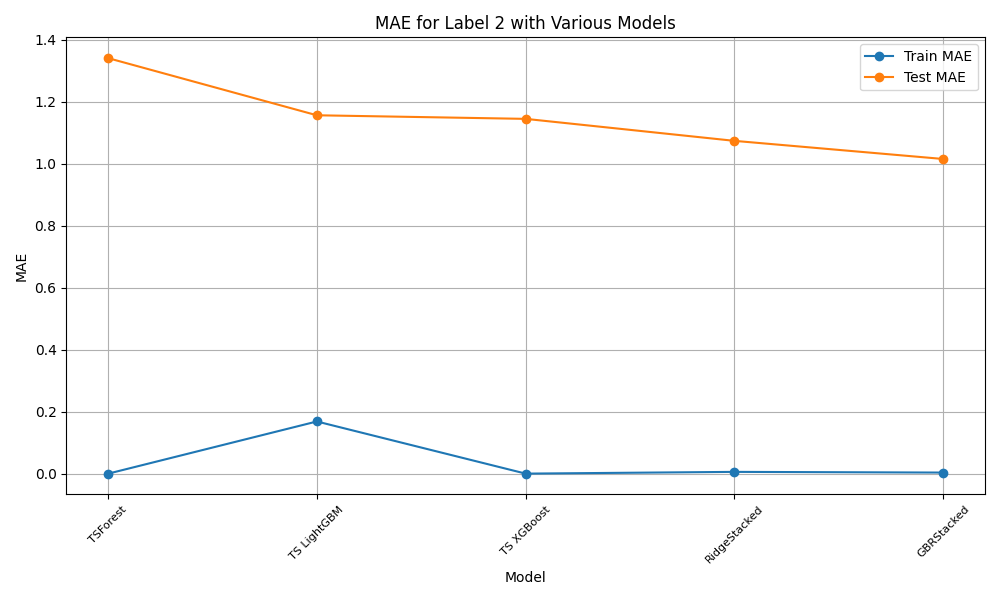 MAE for Label 2 with Various Models
Train MAE
Test MAE
MAE
1.4
1.2
1.0
0.8
0.6
0.4
0.2
0.0
TSForest
TS LightGBM
TS XGBoost
RidgeStacked
GBRStacked
Model